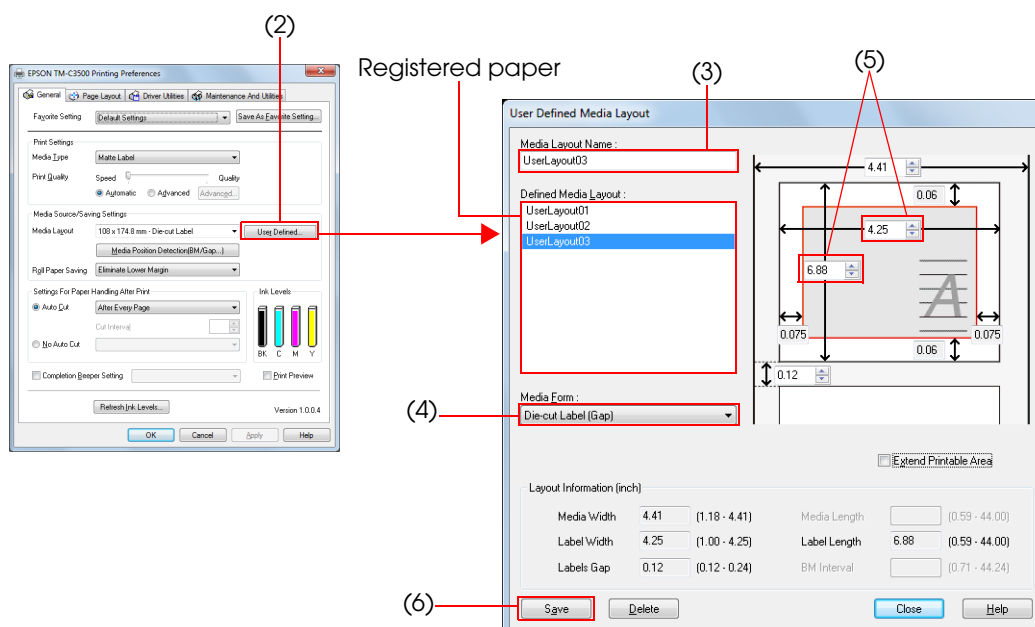 (2)
EPSON TM-C3500 Printing Preferences
General Page Layout Driver Utilities Maintenance And Utilities
Favorite Setting Default Settings Save As Favorite Setting...
Print Settings
Media Type Matte Label
Print Quality Speed Quality
Automatic Advanced Advanced...
Media Source/Saving Settings
Media Layout 108 x 174.8 mm - Die-cut Label User Defined...
Media Position Detection(BM/Gap...)
Roll Paper Saving Eliminate Lower Margin
Settings For Paper Handling After Print
Auto Cut After Every Page
Cut Interval
No Auto Cut
Ink Levels
BK C M Y
Completion Beeper Setting Print Preview
Refresh Ink Levels... Version 1.0.0.4
OK Cancel Apply Help
Registered paper
(3)
(5)
User Defined Media Layout
Media Layout Name :
UserLayout03
Defined Media Layout :
UserLayout01
UserLayout02
UserLayout03
4.41
0.06
4.25
6.88
A
0.075 0.075
0.06
0.12
(4)
Media Form :
Die-cut Label (Gap)
Extend Printable Area
Layout Information (inch)
Media Width 4.41 (1.18 - 4.41) Media Length (0.59 - 44.00)
Label Width 4.25 (1.00 - 4.25) Label Length 6.88 (0.59 - 44.00)
Labels Gap 0.12 (0.12 - 0.24) BM Interval (0.71 - 44.24)
(6)
Save Delete Close Help